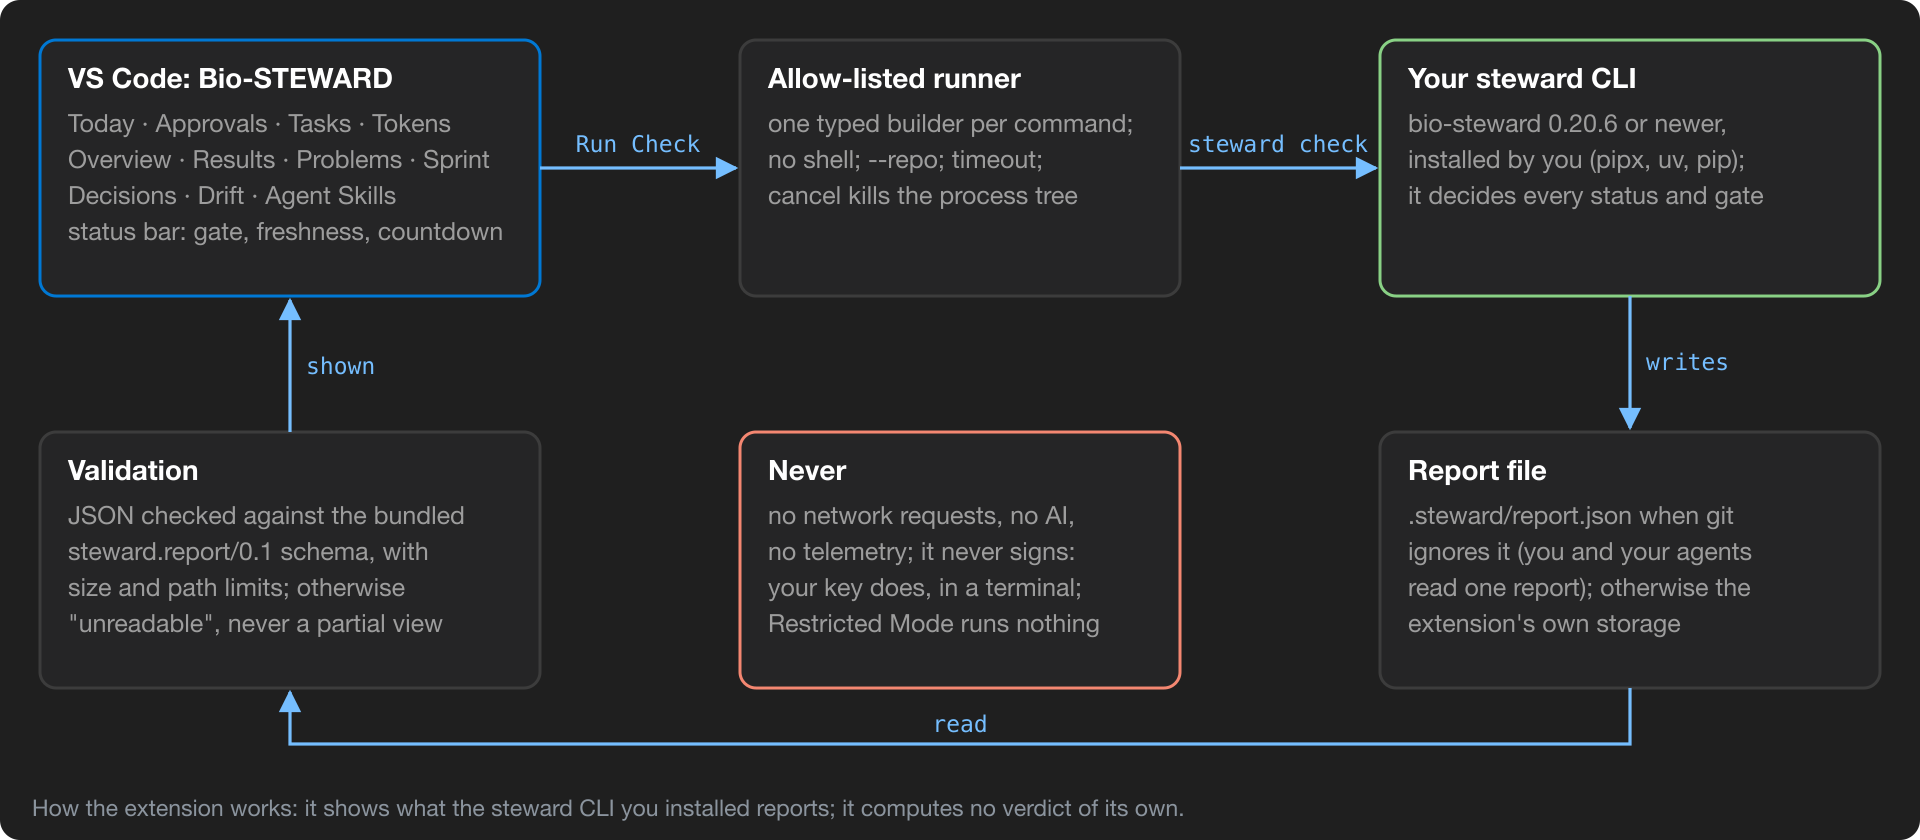 VS Code: Bio-STEWARD
Today · Approvals · Tasks · Tokens
Overview · Results · Problems · Sprint
Decisions · Drift · Agent Skills
status bar: gate, freshness, countdown
Run Check
Allow-listed runner
one typed builder per command;
no shell; --repo; timeout;
cancel kills the process tree
steward check
Your steward CLI
bio-steward 0.20.6 or newer,
installed by you (pipx, uv, pip);
it decides every status and gate
shown
writes
Validation
JSON checked against the bundled
steward.report/0.1 schema, with
size and path limits; otherwise
"unreadable", never a partial view
Never
no network requests, no AI,
no telemetry; it never signs:
your key does, in a terminal;
Restricted Mode runs nothing
Report file
.steward/report.json when git
ignores it (you and your agents
read one report); otherwise the
extension's own storage
read
How the extension works: it shows what the steward CLI you installed reports; it computes no verdict of its own.